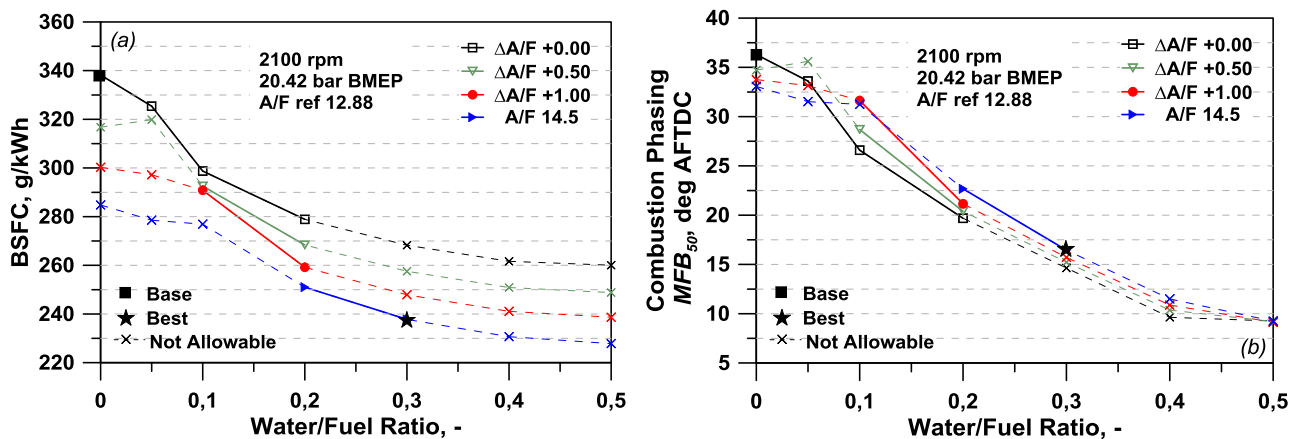 360
340
320
300
280
260
240
220
BSFC, g/kWh
(a)
2100 rpm
20.42 bar BMEP
A/F ref 12.88
ΔA/F +0.00
ΔA/F +0.50
ΔA/F +1.00
A/F 14.5
Base
Best
Not Allowable
0 0,1 0,2 0,3 0,4 0,5
Water/Fuel Ratio, -
40
35
30
25
20
15
10
5
Combustion Phasing
MFB50, deg AFTDC
2100 rpm
20.42 bar BMEP
A/F ref 12.88
ΔA/F +0.00
ΔA/F +0.50
ΔA/F +1.00
A/F 14.5
Base
Best
Not Allowable
(b)
0 0,1 0,2 0,3 0,4 0,5
Water/Fuel Ratio, -